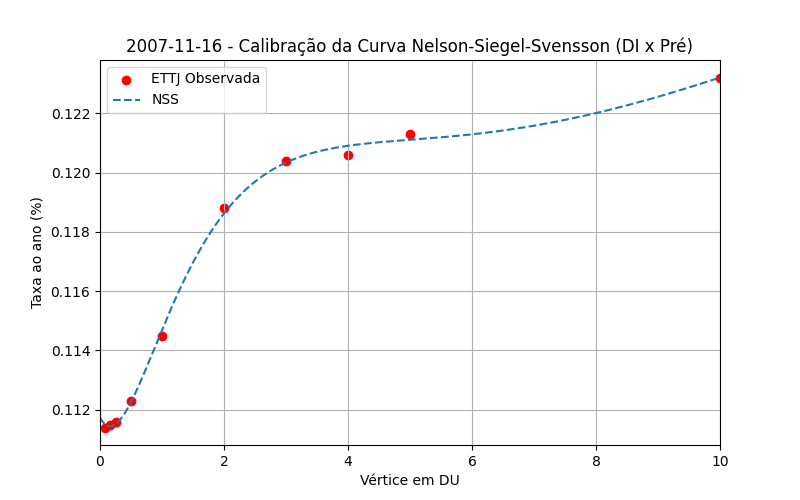 2007-11-16 - Calibração da Curva Nelson-Siegel-Svensson (DI x Pré)
ETTJ Observada
NSS
Taxa ao ano (%)
0.122
0.120
0.118
0.116
0.114
0.112
0 2 4 6 8 10
Vértice em DU